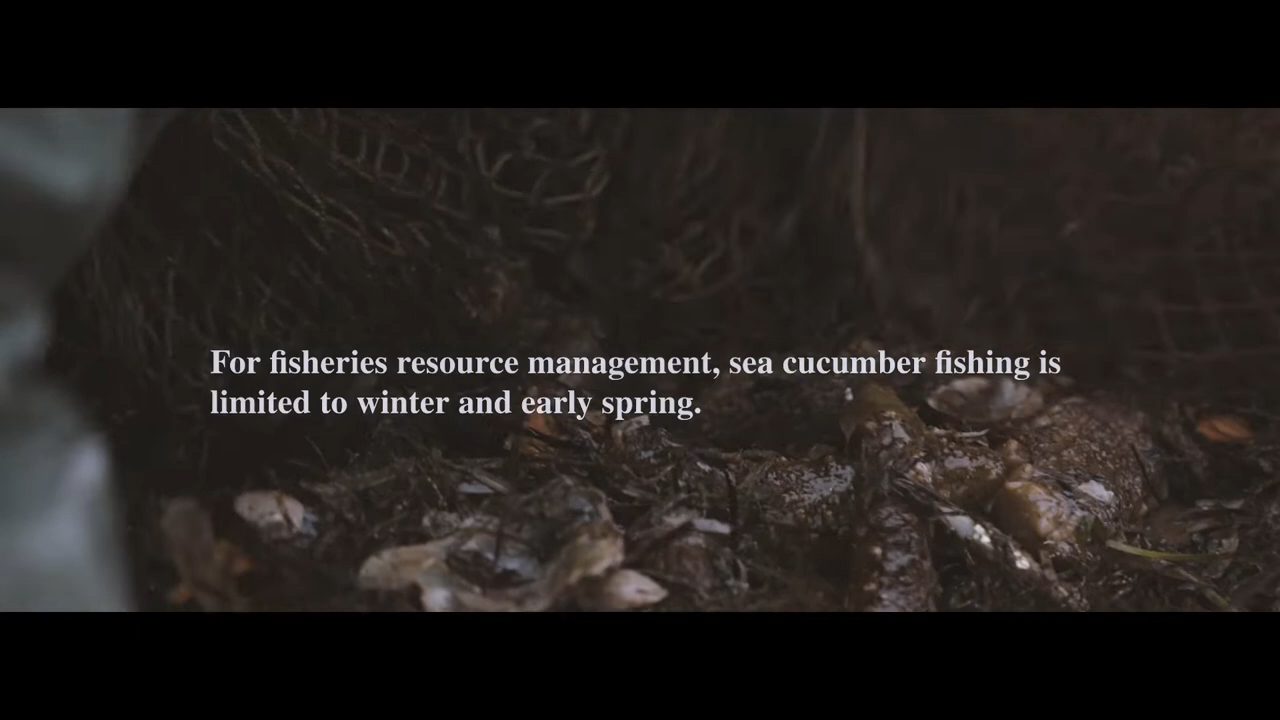 For fisheries resource management, sea cucumber fishing is
limited to winter and early spring.